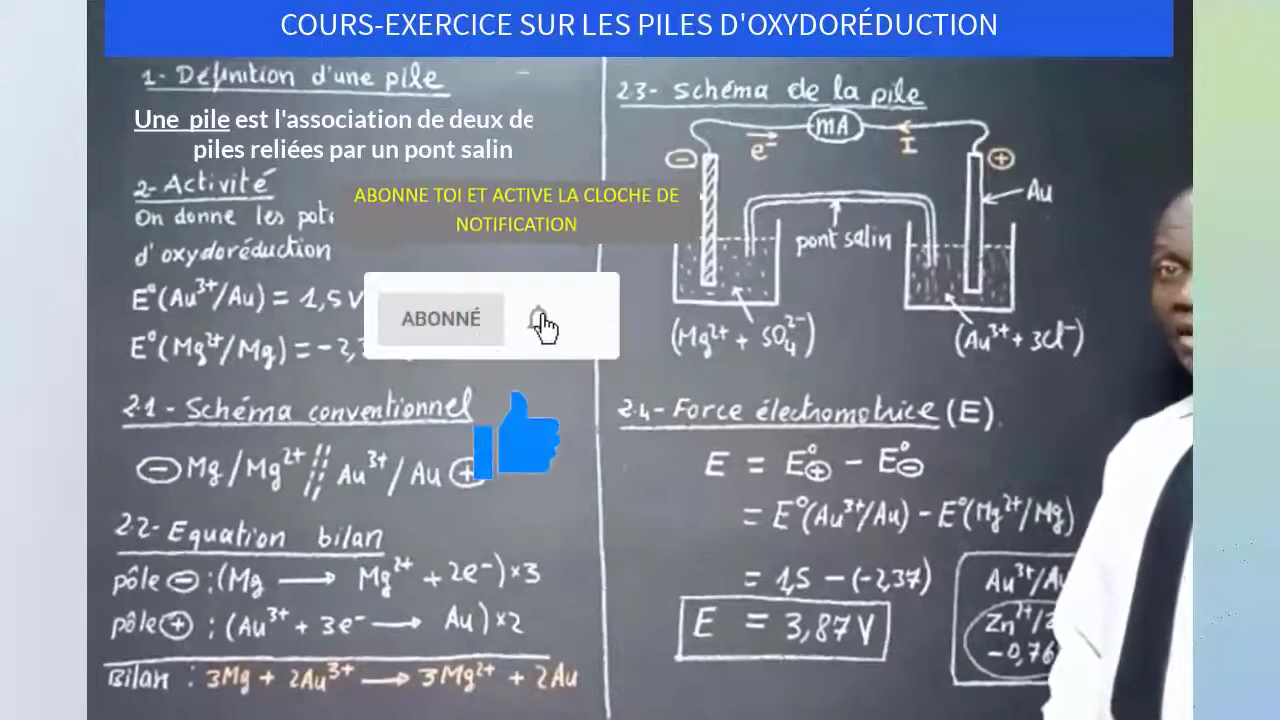 COURS-EXERCICE SUR LES PILES D'OXYDORÉDUCTION
1- Définition d'une pile
Une pile est l'association de deux de
piles reliées par un pont salin
2- Activité
On donne les pot
d'oxydoréduction
E°(Au³⁺/Au) = 1,5 V
E°(Mg²⁺/Mg) = -2,
2.1- Schéma conventionnel
⊖ Mg/Mg²⁺ // Au³⁺/Au ⊕
2.2- Equation bilan
pôle ⊖ : (Mg → Mg²⁺ + 2e⁻) × 3
pôle ⊕ : (Au³⁺ + 3e⁻ → Au) × 2
Bilan : 3Mg + 2Au³⁺ → 3Mg²⁺ + 2Au
ABONNE TOI ET ACTIVE LA CLOCHE DE
NOTIFICATION
ABONNÉ
2.3- Schéma de la pile
mA
e⁻
I
⊖
⊕
Au
pont salin
(Mg²⁺ + SO₄²⁻)
(Au³⁺ + 3Cl⁻)
2.4- Force électromotrice (E).
E = E°⊕ - E°⊖
= E°(Au³⁺/Au) - E°(Mg²⁺/Mg)
= 1,5 - (-2,37)
E = 3,87 V
Au³⁺/Au
Zn²⁺/
-0,76